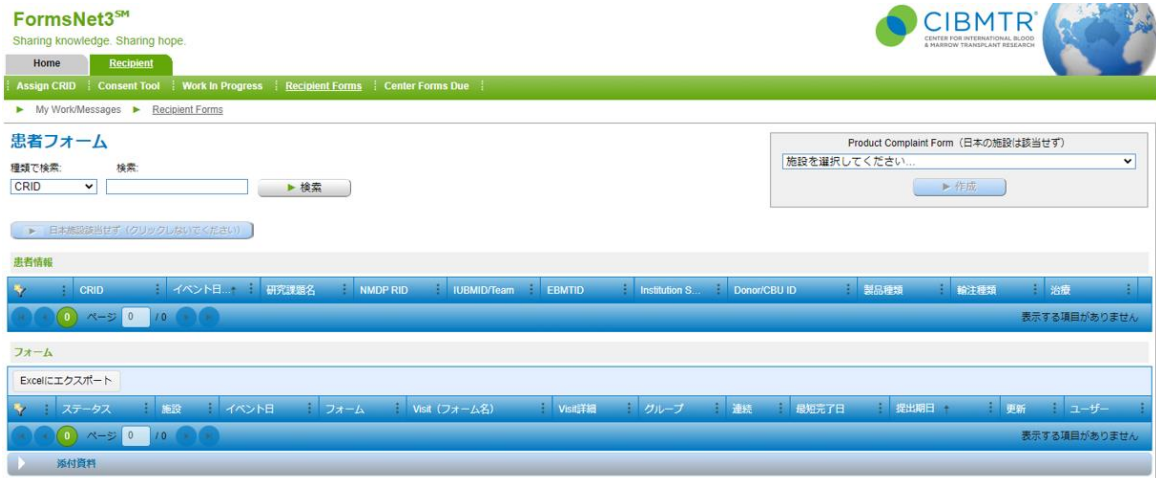 FormsNet3SM
Sharing knowledge. Sharing hope.
CIBMTR®
CENTER FOR INTERNATIONAL BLOOD
& MARROW TRANSPLANT RESEARCH
Home Recipient
Assign CRID Consent Tool Work In Progress Recipient Forms Center Forms Due
My Work/Messages Recipient Forms
患者フォーム
種類で検索: 検索:
CRID 検索
Product Complaint Form（日本の施設は該当せず）
施設を選択してください...
作成
日本施設該当せず（クリックしないでください）
患者情報
CRID イベント日... 研究課題名 NMDP RID IUBMID/Team EBMTID Institution S... Donor/CBU ID 製品種類 輸注種類 治療
0 ページ 0 / 0 表示する項目がありません
フォーム
Excelにエクスポート
ステータス 施設 イベント日 フォーム Visit（フォーム名） Visit詳細 グループ 連続 最短完了日 提出期日 更新 ユーザー
0 ページ 0 / 0 表示する項目がありません
添付資料